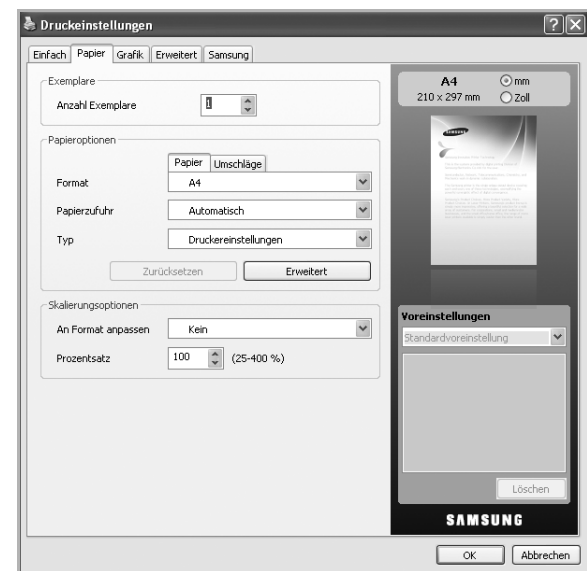 Druckeinstellungen
Einfach Papier Grafik Erweitert Samsung
Exemplare
Anzahl Exemplare 1
Papieroptionen
Papier Umschläge
Format A4
Papierzufuhr Automatisch
Typ Druckereinstellungen
Zurücksetzen Erweitert
Skalierungsoptionen
An Format anpassen Kein
Prozentsatz 100 (25-400 %)
A4 mm
210 x 297 mm Zoll
SAMSUNG
Voreinstellungen
Standardvoreinstellung
Löschen
SAMSUNG
OK Abbrechen